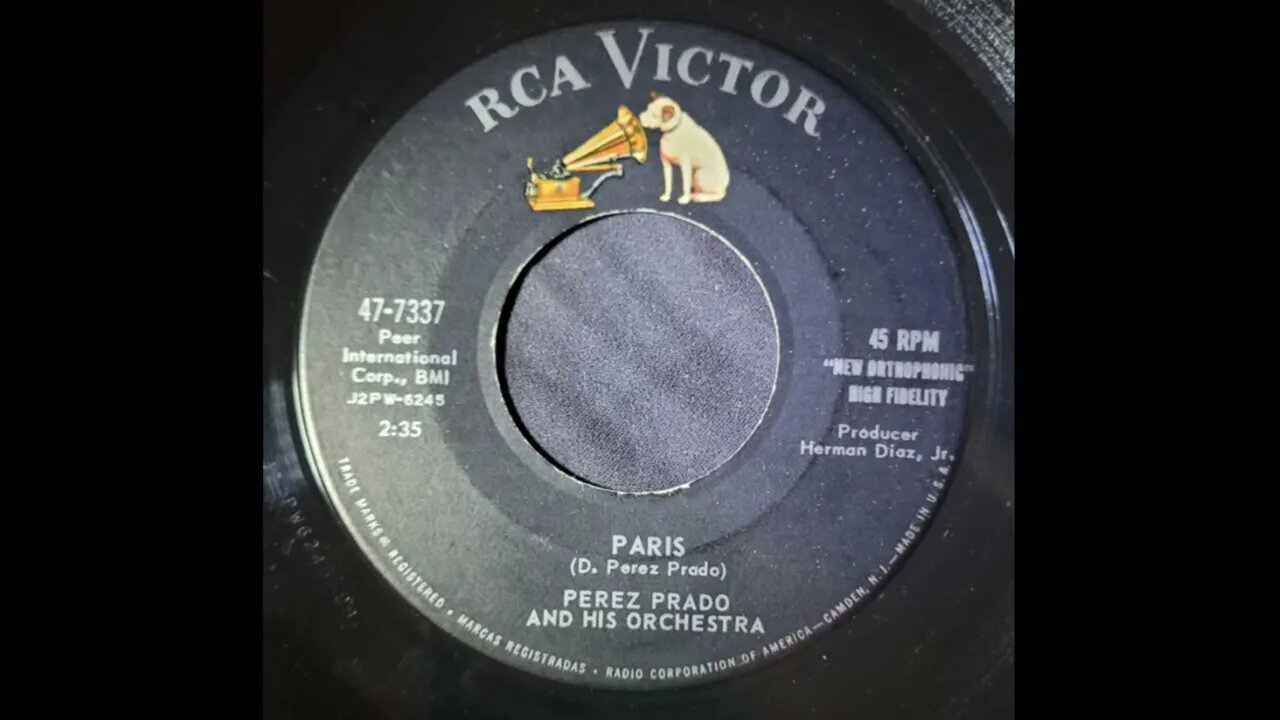 RCA VICTOR
47-7337
Peer
International
Corp., BMI
J2PW-6245
2:35
45 RPM
"NEW ORTHOPHONIC"
HIGH FIDELITY
Producer
Herman Diaz, Jr.
PARIS
(D. Perez Prado)
PEREZ PRADO
AND HIS ORCHESTRA
TRADE MARKS ® REGISTERED • MARCAS REGISTRADAS • RADIO CORPORATION OF AMERICA—CAMDEN, N. J.—MADE IN U.S.A.